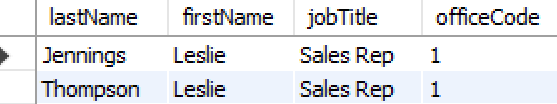 lastName firstName jobTitle officeCode
Jennings Leslie Sales Rep 1
Thompson Leslie Sales Rep 1